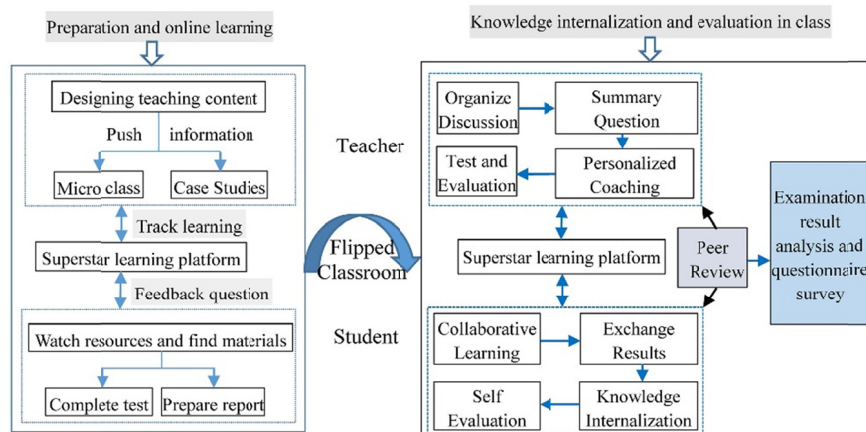 Preparation and online learning
Designing teaching content
Push information
Micro class
Case Studies
Track learning
Superstar learning platform
Feedback question
Watch resources and find materials
Complete test
Prepare report
Teacher
Flipped
Classroom
Student
Knowledge internalization and evaluation in class
Organize
Discussion
Summary
Question
Test and
Evaluation
Personalized
Coaching
Superstar learning platform
Peer
Review
Collaborative
Learning
Exchange
Results
Self
Evaluation
Knowledge
Internalization
Examination
result
analysis and
questionnaire
survey